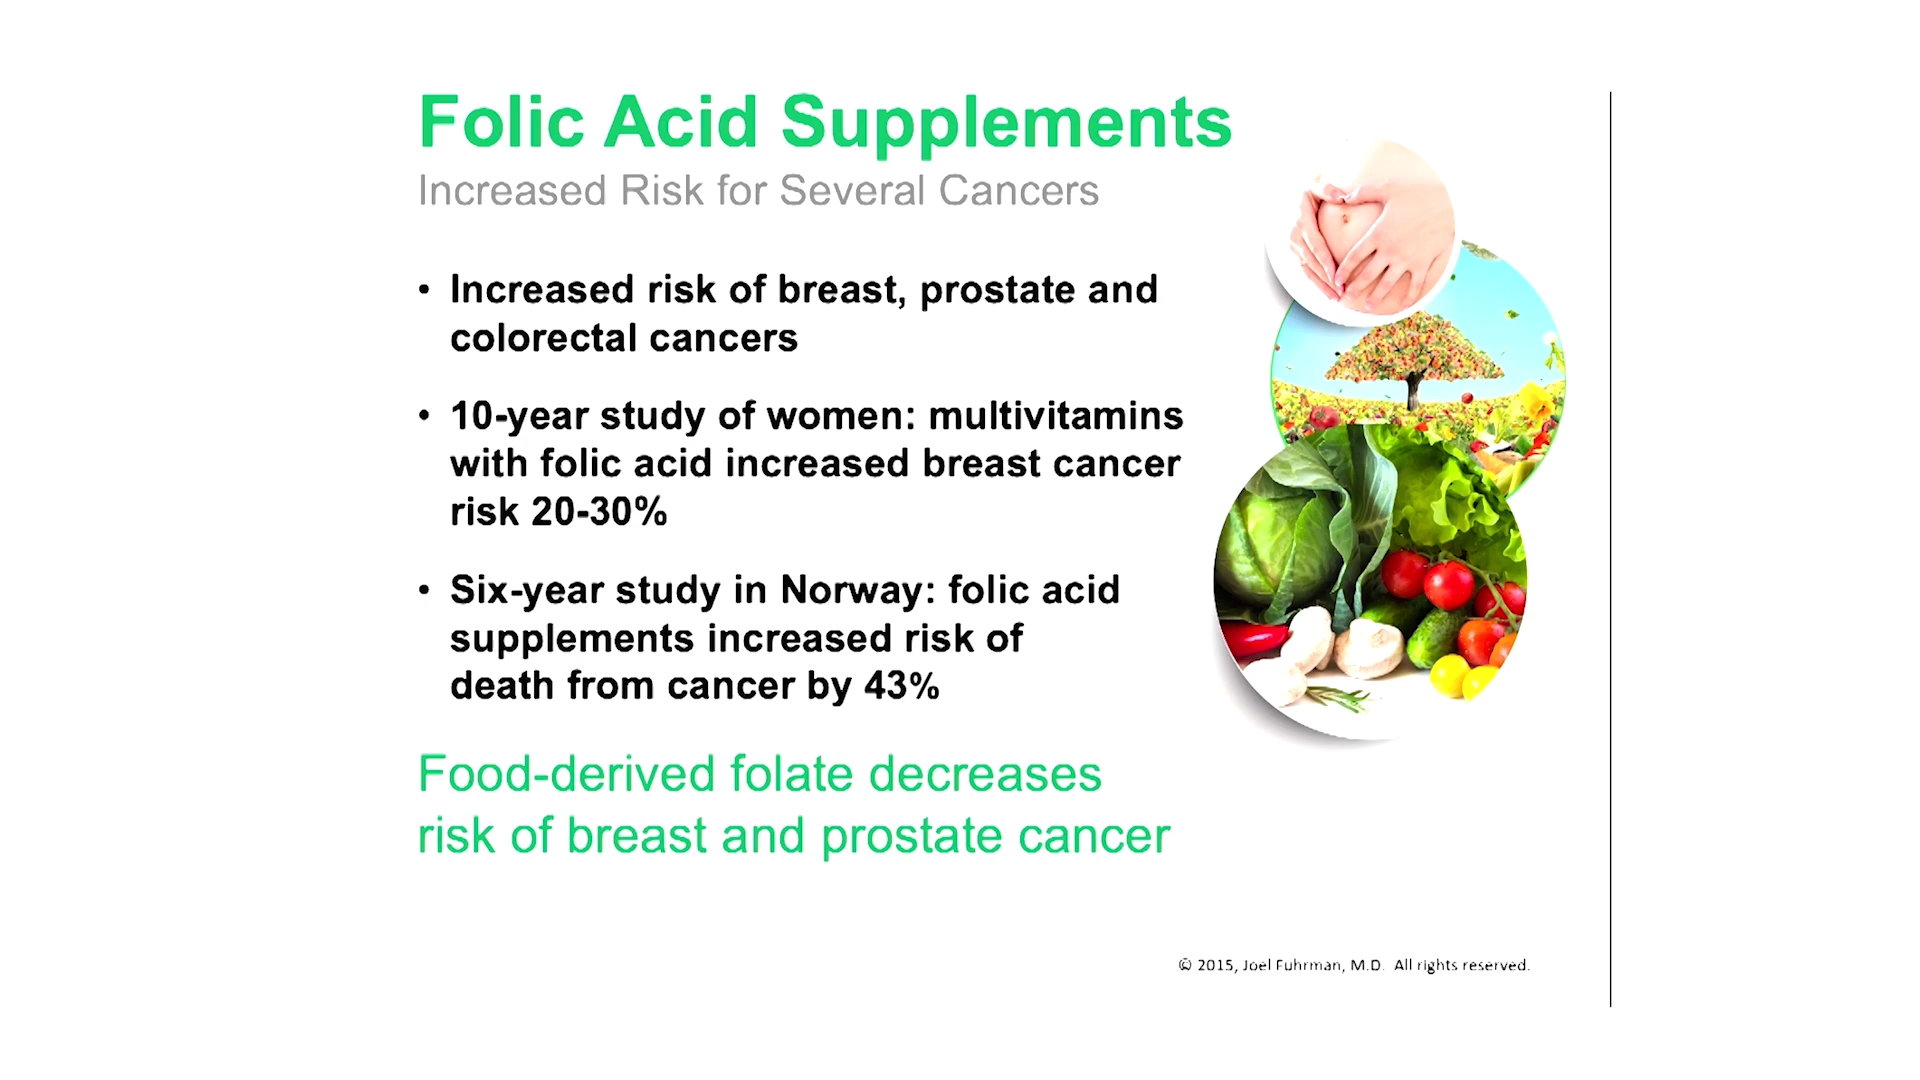 Folic Acid Supplements
Increased Risk for Several Cancers
• Increased risk of breast, prostate and
colorectal cancers
• 10-year study of women: multivitamins
with folic acid increased breast cancer
risk 20-30%
• Six-year study in Norway: folic acid
supplements increased risk of
death from cancer by 43%
Food-derived folate decreases
risk of breast and prostate cancer
© 2015, Joel Fuhrman, M.D. All rights reserved.